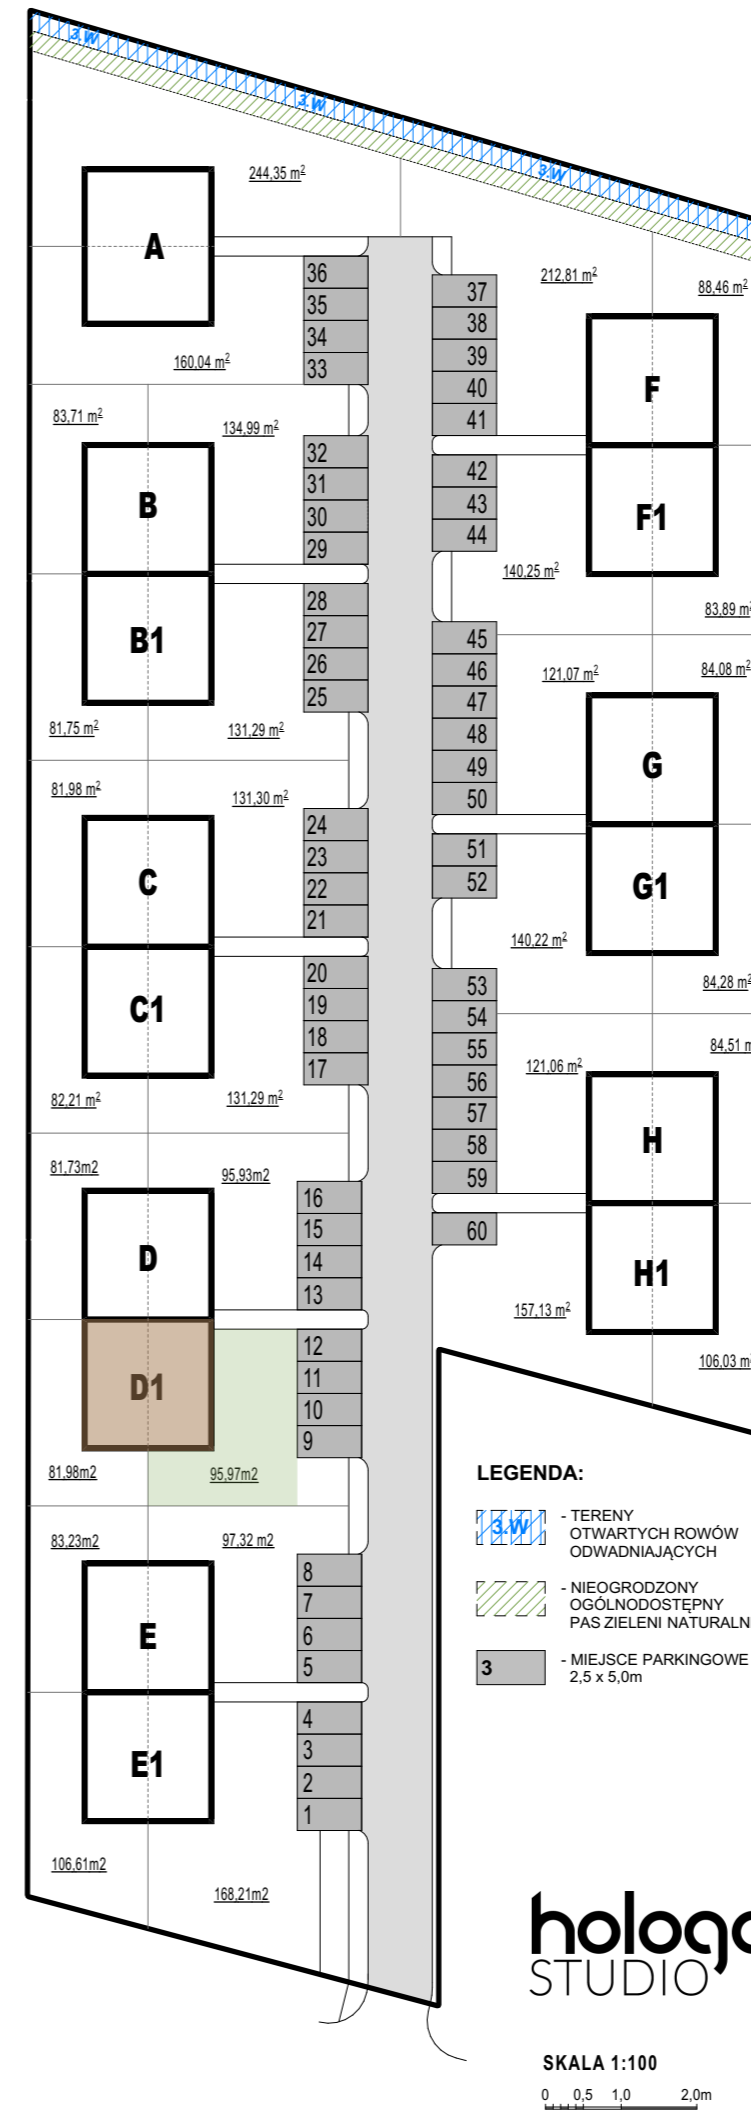 3.W
3.W
3.W
244,35 m²
A
36
35
34
33
160,04 m²
212,81 m²
88,46 m²
37
38
39
40
41
F
83,71 m²
134,99 m²
32
31
30
29
B
42
43
44
F1
140,25 m²
83,89 m²
28
27
26
25
B1
81,75 m²
131,29 m²
45
46
47
48
49
50
121,07 m²
84,08 m²
G
81,98 m²
131,30 m²
24
23
22
21
C
51
52
G1
140,22 m²
84,28 m²
20
19
18
17
C1
82,21 m²
131,29 m²
53
54
55
56
57
58
59
121,06 m²
84,51 m
H
81,73m2
95,93m2
16
15
14
13
D
60
H1
157,13 m²
106,03 m
12
11
10
9
D1
81,98m2
95,97m2
83,23m2
97,32 m2
8
7
6
5
E
4
3
2
1
E1
106,61m2
168,21m2
LEGENDA:
3.W
- TERENY
OTWARTYCH ROWÓW
ODWADNIAJĄCYCH
- NIEOGRODZONY
OGÓLNODOSTĘPNY
PAS ZIELENI NATURALN
3
- MIEJSCE PARKINGOWE
2,5 x 5,0m
hologa
STUDIO
SKALA 1:100
0 0,5 1,0 2,0m